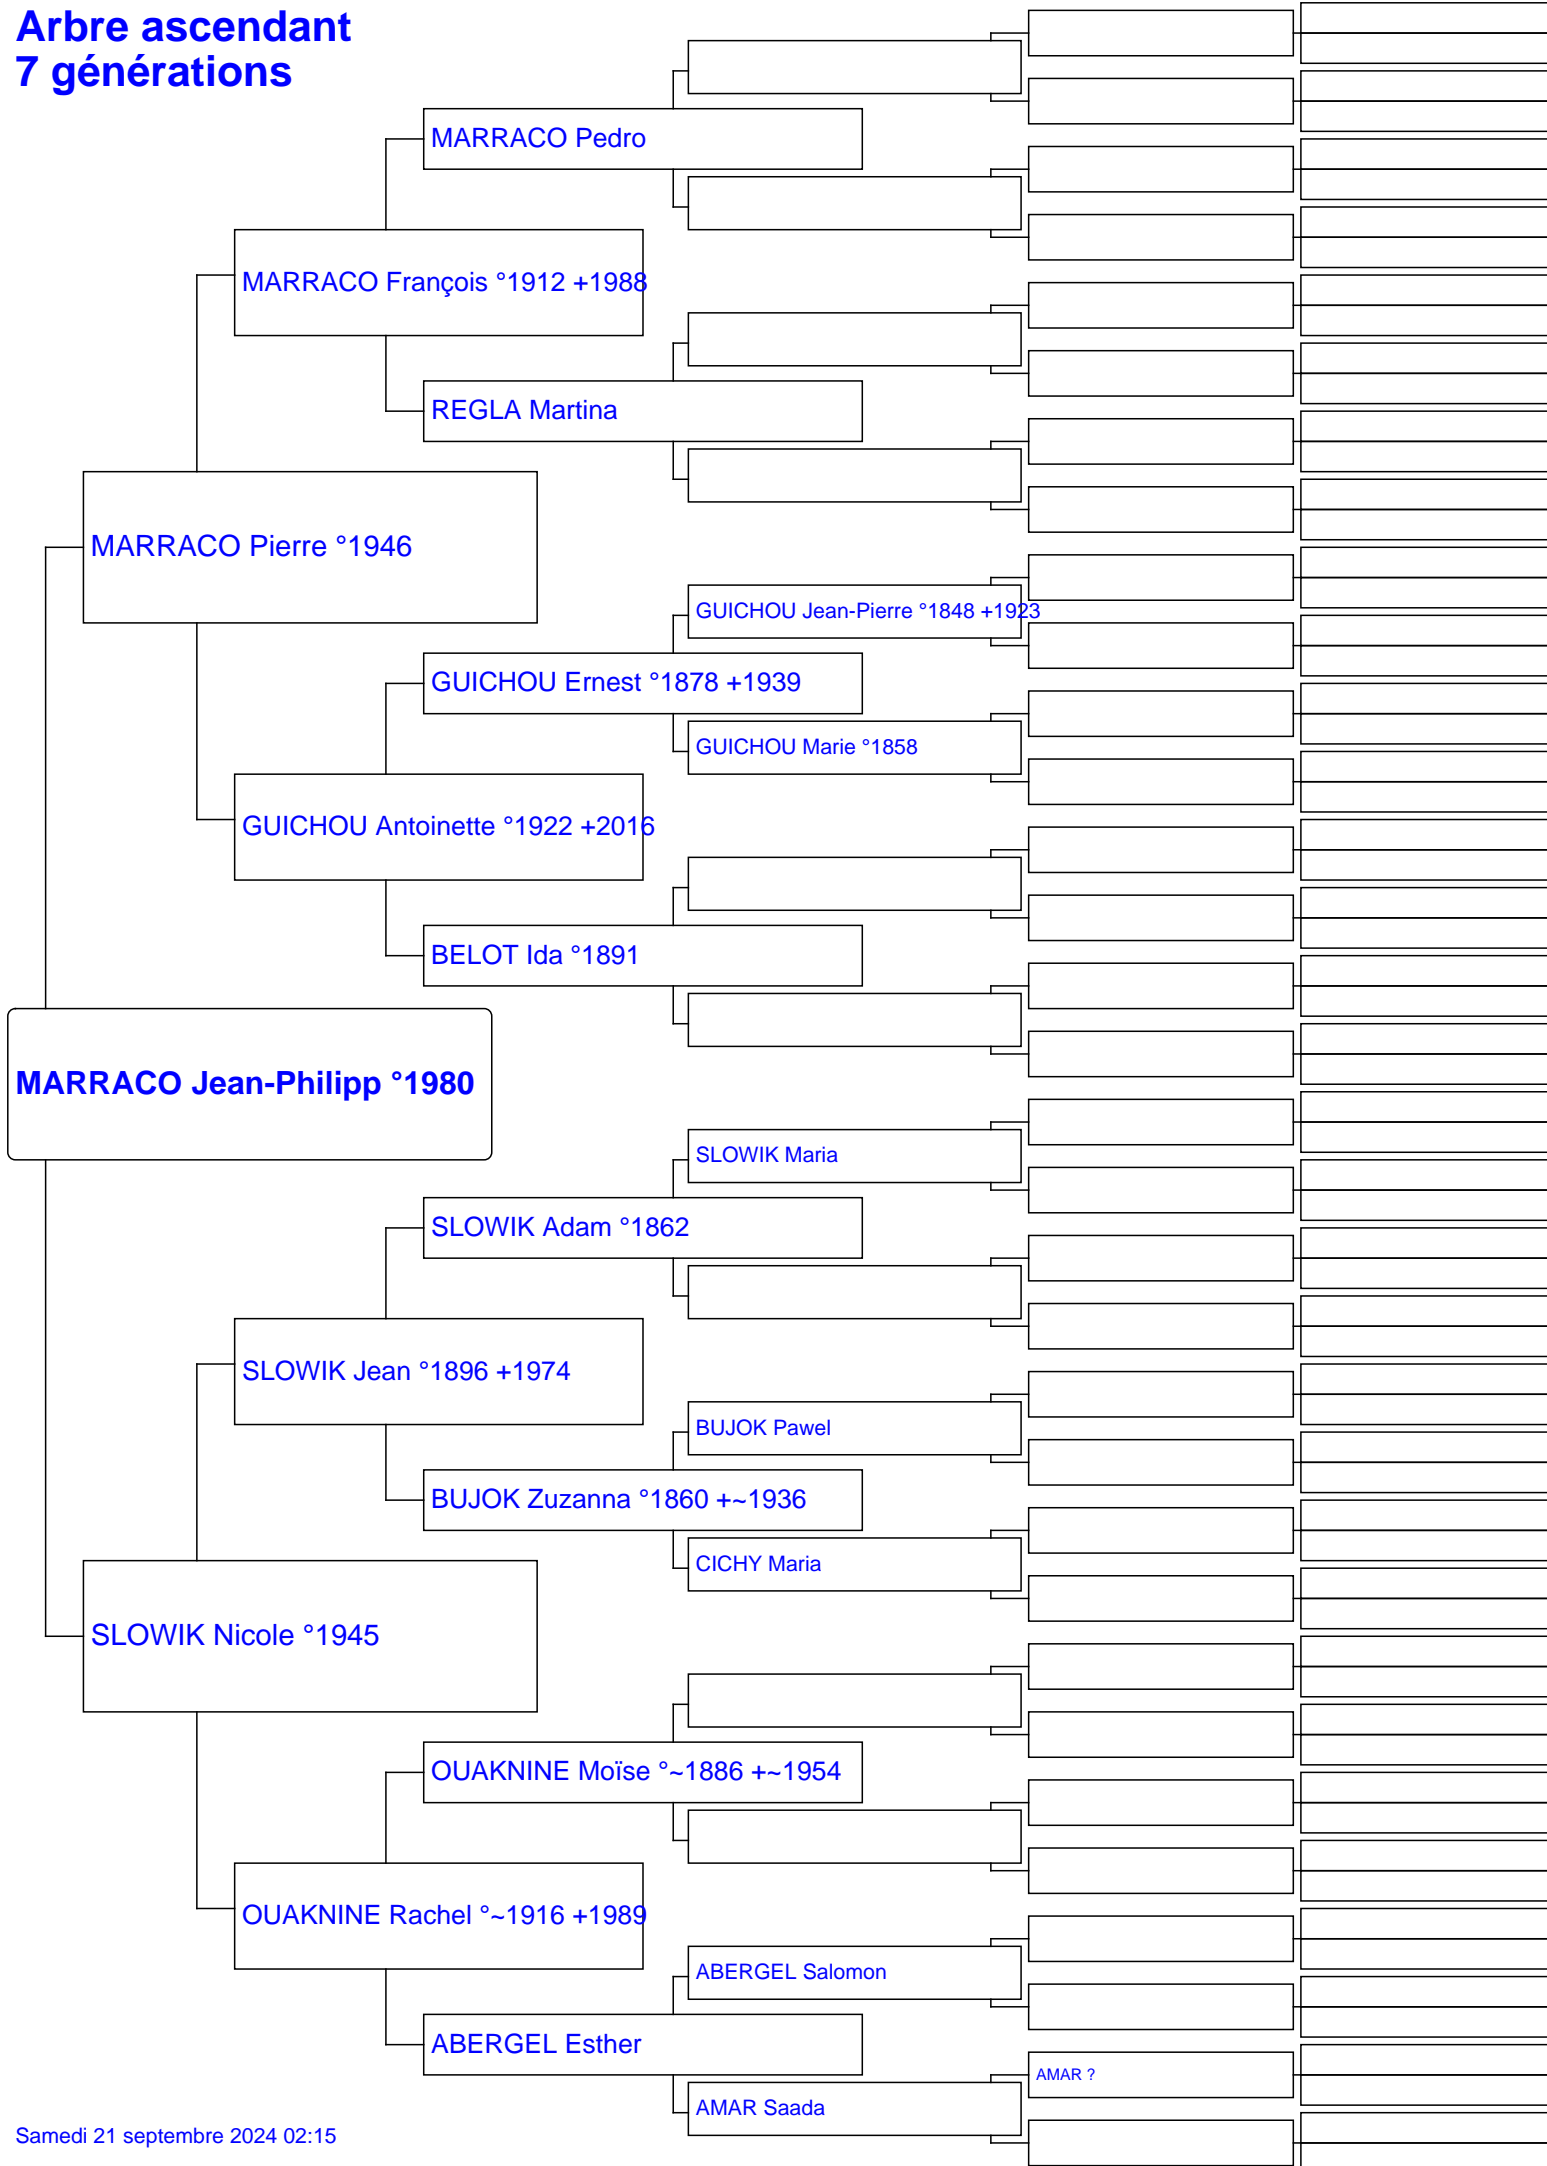 Arbre ascendant
7 générations
MARRACO Pedro
MARRACO François °1912 +1988
REGLA Martina
MARRACO Pierre °1946
GUICHOU Jean-Pierre °1848 +1923
GUICHOU Ernest °1878 +1939
GUICHOU Marie °1858
GUICHOU Antoinette °1922 +2016
BELOT Ida °1891
MARRACO Jean-Philipp °1980
SLOWIK Maria
SLOWIK Adam °1862
SLOWIK Jean °1896 +1974
BUJOK Pawel
BUJOK Zuzanna °1860 +~1936
CICHY Maria
SLOWIK Nicole °1945
OUAKNINE Moïse °~1886 +~1954
OUAKNINE Rachel °~1916 +1989
ABERGEL Salomon
ABERGEL Esther
AMAR ?
AMAR Saada
Samedi 21 septembre 2024 02:15